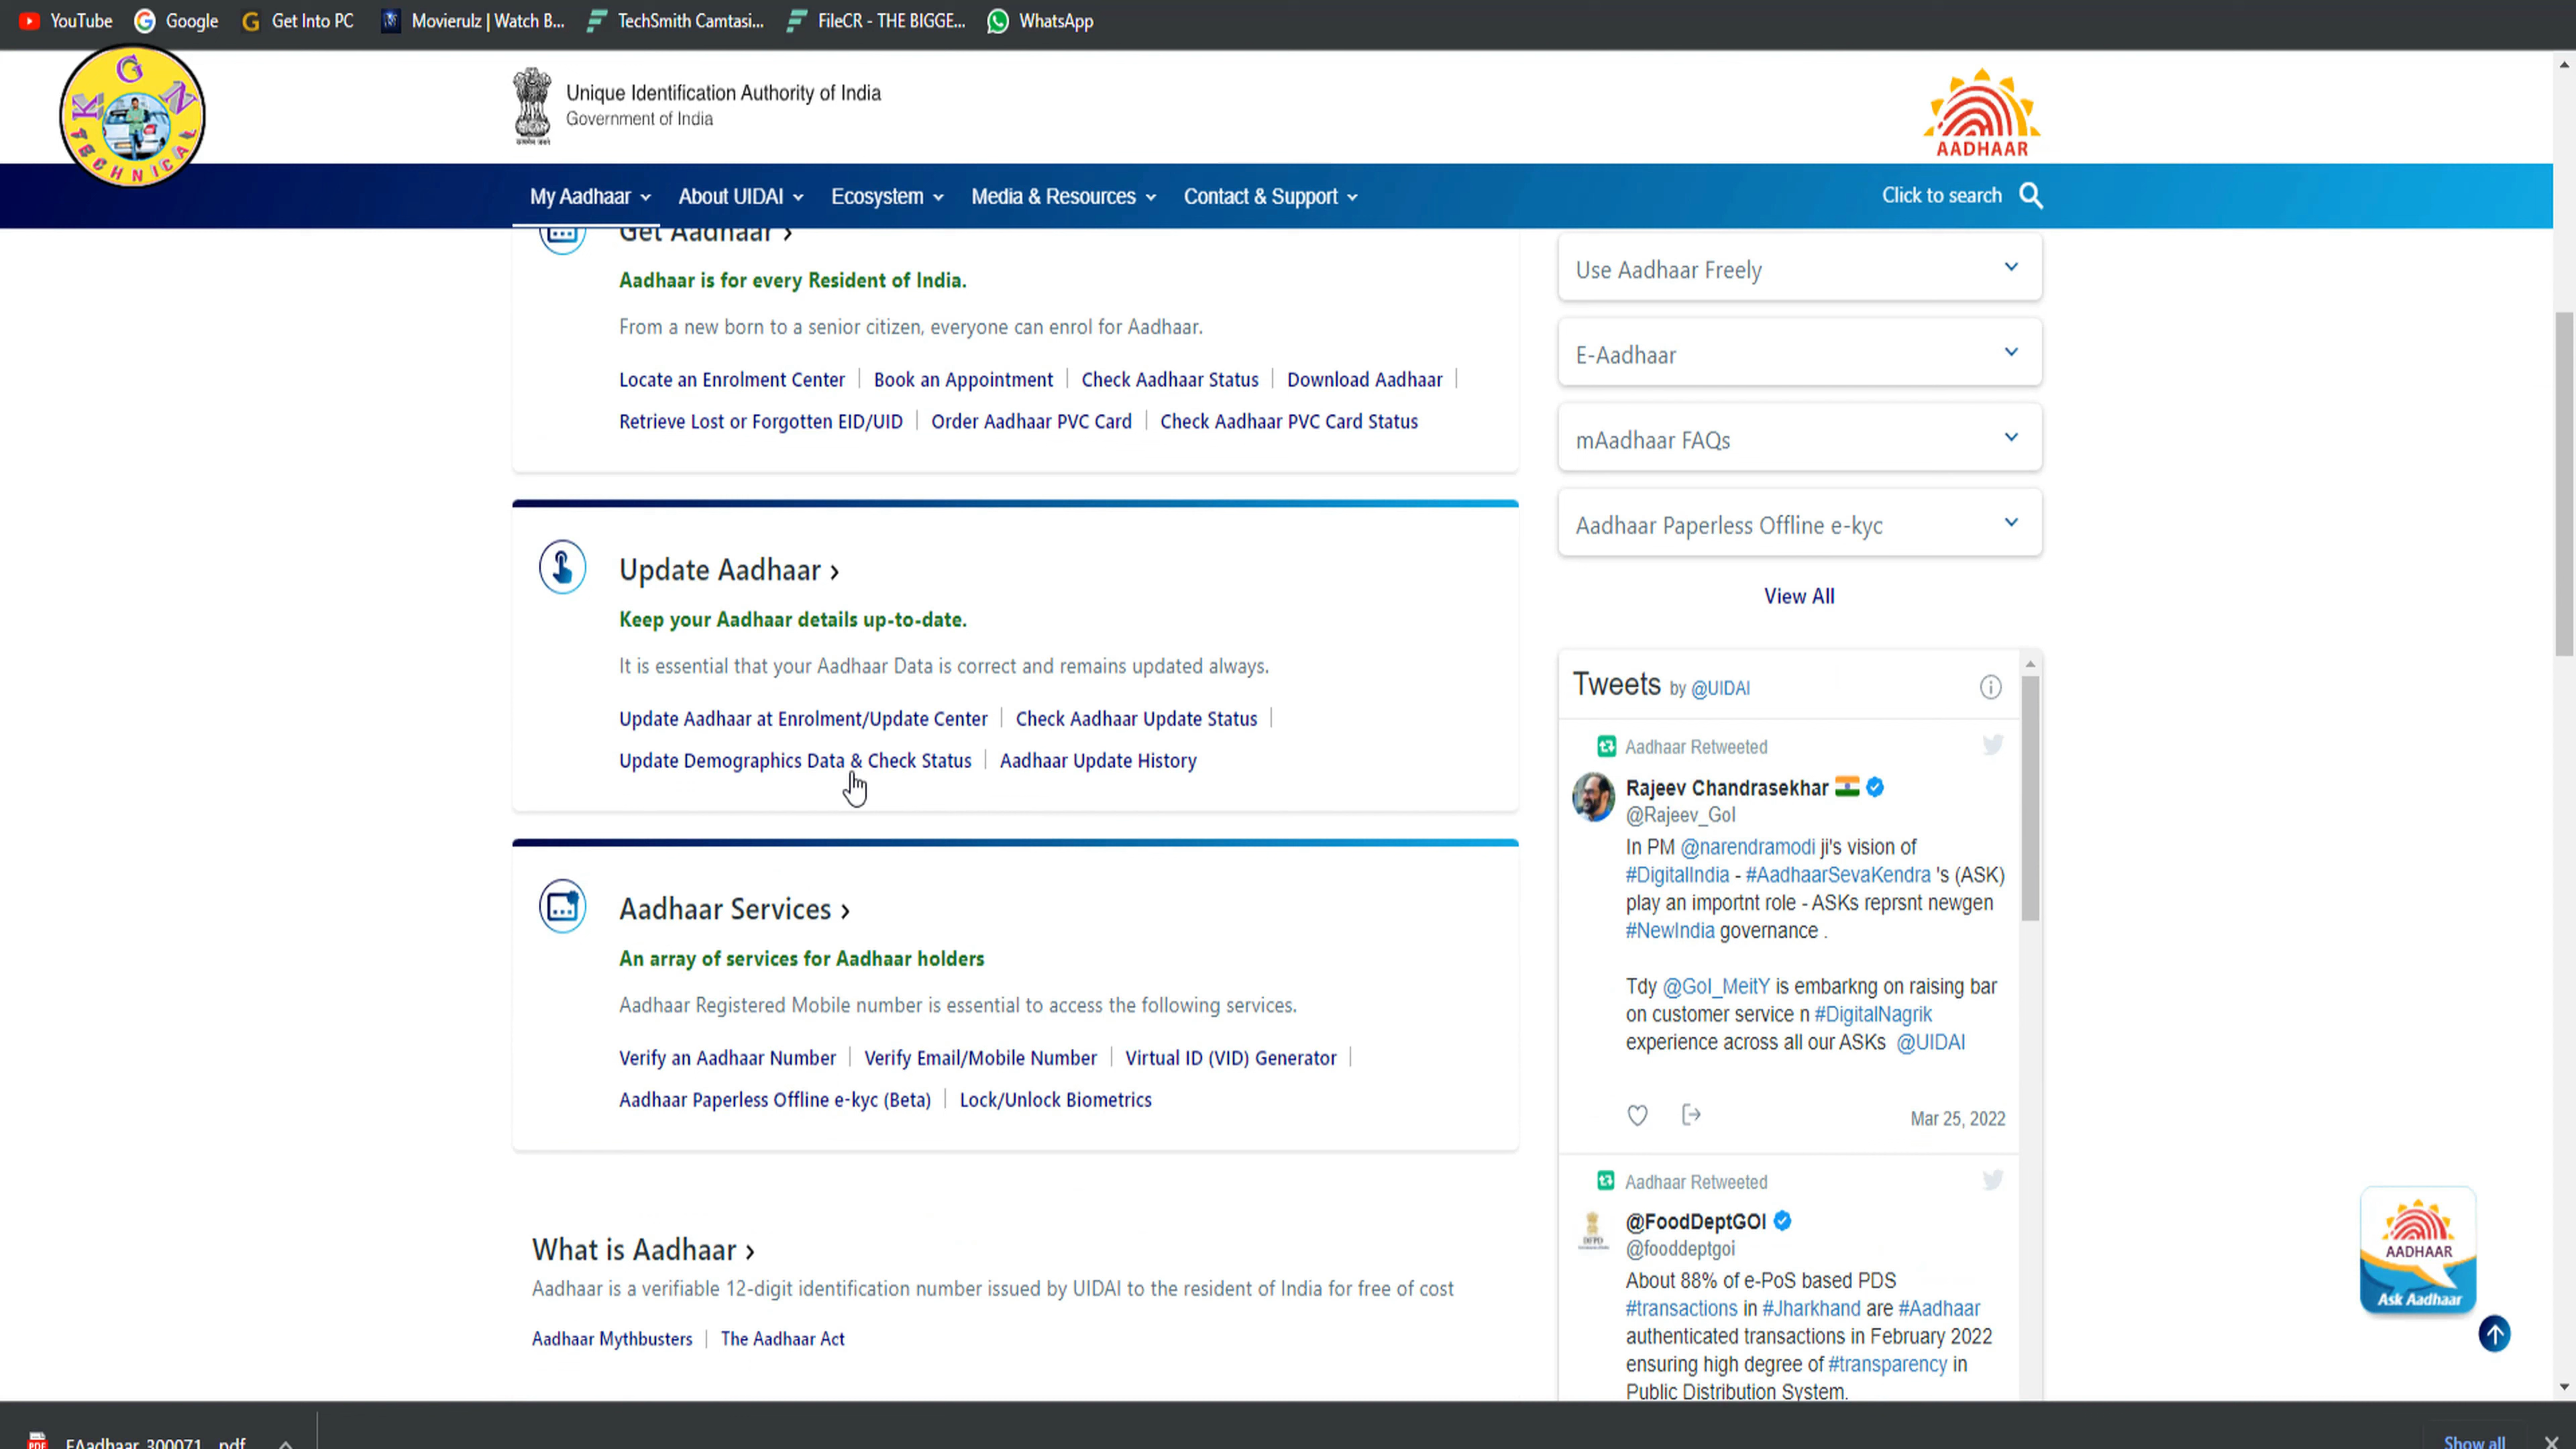 YouTube Google Get Into PC Movierulz | Watch B... TechSmith Camtasi... FileCR - THE BIGGE... WhatsApp
K G N
TECHNICAL
Unique Identification Authority of India
Government of India
AADHAAR
My Aadhaar About UIDAI Ecosystem Media & Resources Contact & Support Click to search
Get Aadhaar ›
Aadhaar is for every Resident of India.
From a new born to a senior citizen, everyone can enrol for Aadhaar.
Locate an Enrolment Center | Book an Appointment | Check Aadhaar Status | Download Aadhaar |
Retrieve Lost or Forgotten EID/UID | Order Aadhaar PVC Card | Check Aadhaar PVC Card Status
Update Aadhaar ›
Keep your Aadhaar details up-to-date.
It is essential that your Aadhaar Data is correct and remains updated always.
Update Aadhaar at Enrolment/Update Center | Check Aadhaar Update Status |
Update Demographics Data & Check Status | Aadhaar Update History
Aadhaar Services ›
An array of services for Aadhaar holders
Aadhaar Registered Mobile number is essential to access the following services.
Verify an Aadhaar Number | Verify Email/Mobile Number | Virtual ID (VID) Generator |
Aadhaar Paperless Offline e-kyc (Beta) | Lock/Unlock Biometrics
What is Aadhaar ›
Aadhaar is a verifiable 12-digit identification number issued by UIDAI to the resident of India for free of cost
Aadhaar Mythbusters | The Aadhaar Act
Use Aadhaar Freely
E-Aadhaar
mAadhaar FAQs
Aadhaar Paperless Offline e-kyc
View All
Tweets by @UIDAI
Aadhaar Retweeted
Rajeev Chandrasekhar
@Rajeev_GoI
In PM @narendramodi ji's vision of
#DigitalIndia - #AadhaarSevaKendra 's (ASK)
play an importnt role - ASKs reprsnt newgen
#NewIndia governance .
Tdy @GoI_MeitY is embarkng on raising bar
on customer service n #DigitalNagrik
experience across all our ASKs @UIDAI
Mar 25, 2022
Aadhaar Retweeted
@FoodDeptGOI
@fooddeptgoi
About 88% of e-PoS based PDS
#transactions in #Jharkhand are #Aadhaar
authenticated transactions in February 2022
ensuring high degree of #transparency in
Public Distribution System.
AADHAAR
Ask Aadhaar
EAadhaar_300071....pdf
Show all